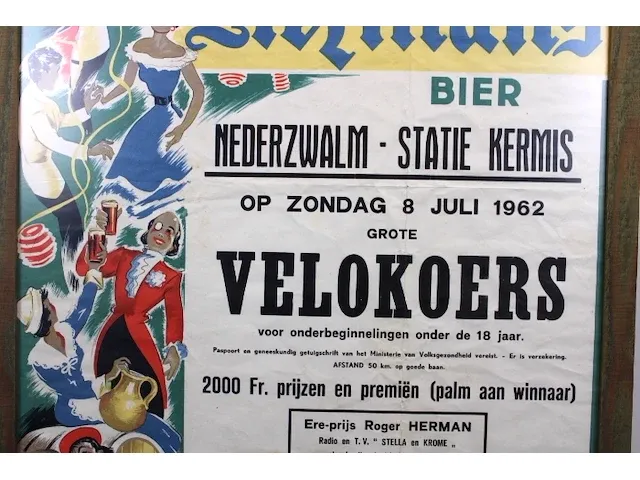 BIER
NEDERZWALM - STATIE KERMIS
OP ZONDAG 8 JULI 1962
GROTE
VELOKOERS
voor onderbeginnelingen onder de 18 jaar.
Paspoort en geneeskundig getuigschrift van het Ministerie van Volksgezondheid vereist. - Er is verzekering.
AFSTAND 50 km. op goede baan.
2000 Fr. prijzen en premiën (palm aan winnaar)
Ere-prijs Roger HERMAN
Radio en T.V. " STELLA en KROME "